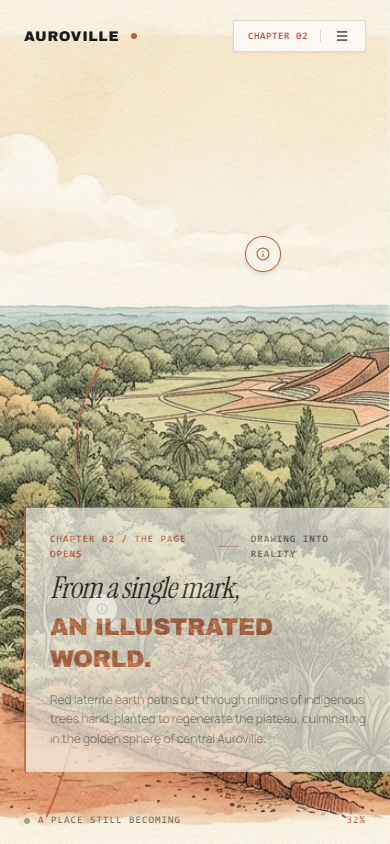 AUROVILLE
CHAPTER 02
CHAPTER 02 / THE PAGE OPENS
DRAWING INTO REALITY
From a single mark,
AN ILLUSTRATED
WORLD.
Red laterite earth paths cut through millions of indigenous
trees hand-planted to regenerate the plateau, culminating
in the golden sphere of central Auroville.
A PLACE STILL BECOMING
32%